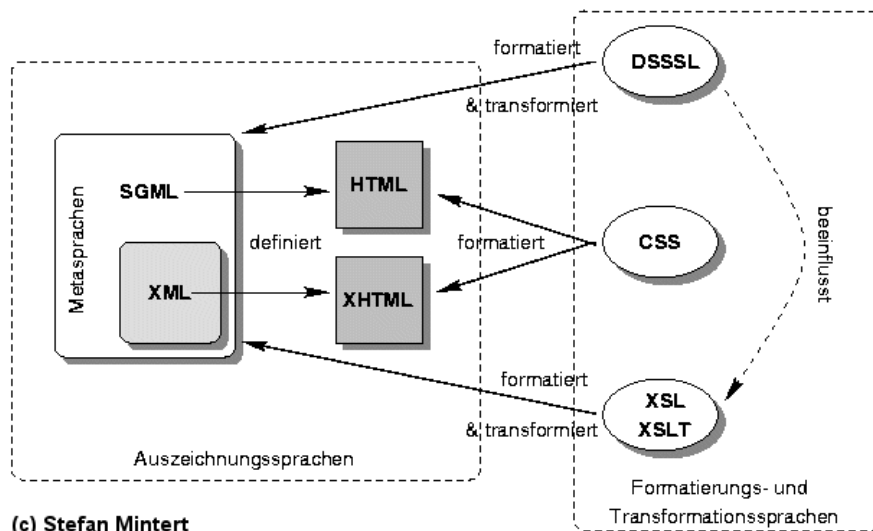 formatiert
DSSSL
& transformiert
Metasprachen
SGML
HTML
definiert
formatiert
CSS
beeinflusst
XML
XHTML
formatiert
XSL
& transformiert
XSLT
Auszeichnungssprachen
Formatierungs- und
Transformationssprachen
(c) Stefan Mintert